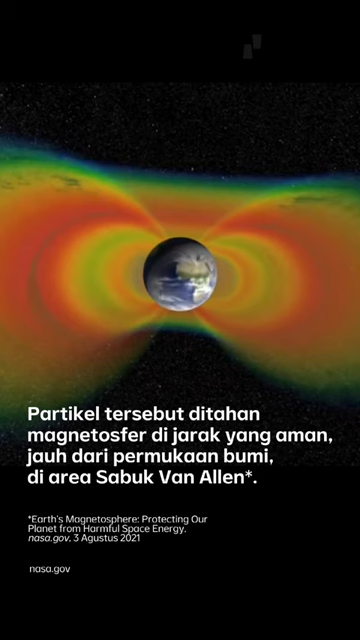 Partikel tersebut ditahan
magnetosfer di jarak yang aman,
jauh dari permukaan bumi,
di area Sabuk Van Allen*.
*Earth's Magnetosphere: Protecting Our
Planet from Harmful Space Energy,
nasa.gov, 3 Agustus 2021
nasa.gov